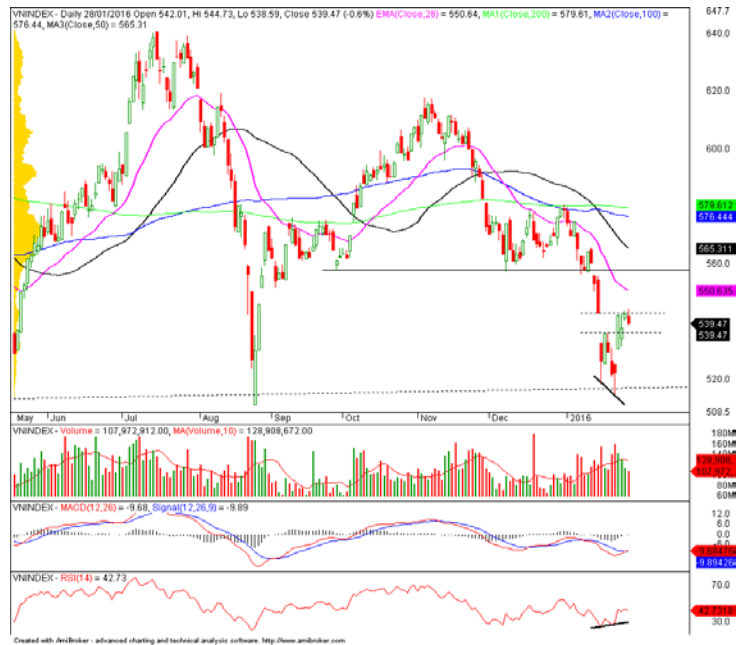 VNINDEX - Daily 28/01/2016 Open 542.01, Hi 544.73, Lo 538.59, Close 539.47 (-0.6%) EMA(Close,26) = 550.64, MA1(Close,200) = 579.61, MA2(Close,100) =
576.44, MA3(Close,50) = 565.31
647.7
640.0
620.0
600.0
579.612
576.444
565.311
560.0
550.635
539.47
539.47
520.0
508.5
May Jun Jul Aug Sep Oct Nov Dec 2016
VNINDEX - Volume = 107,972,912.00, MA(Volume,10) = 128,908,672.00
180M
160M
140M
128,908,
107,972,
80M
60M
VNINDEX - MACD(12,26) = -9.68, Signal(12,26,9) = -9.89
12.0
6.0
0.0
-9.89426
VNINDEX - RSI(14) = 42.73
70.0
42.7318
30.0
Created with AmiBroker - advanced charting and technical analysis software. http://www.amibroker.com